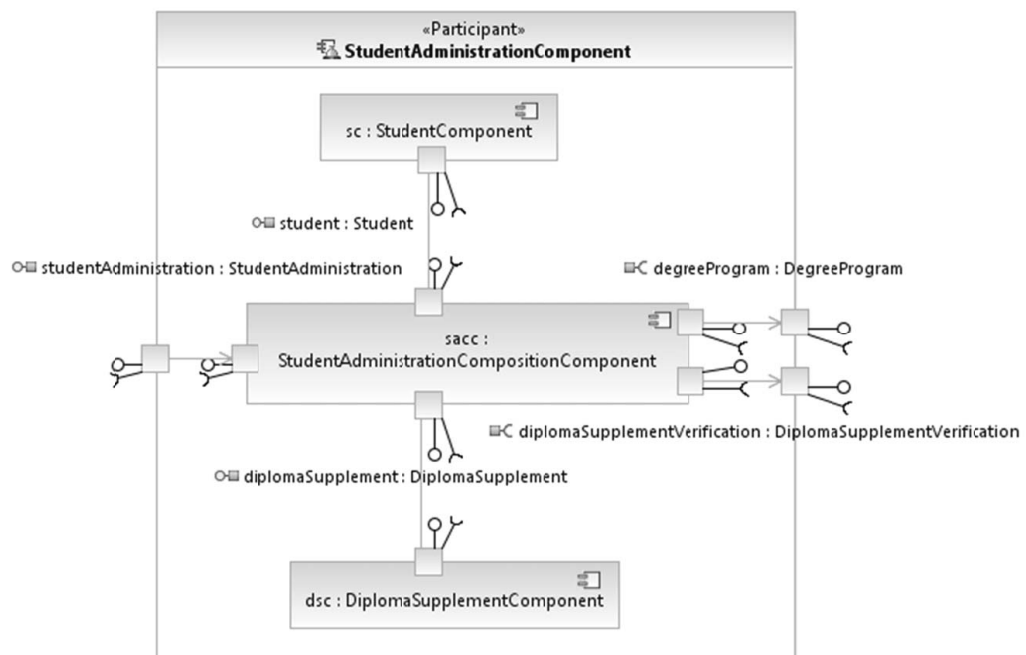 «Participant»
StudentAdministrationComponent
sc : StudentComponent
student : Student
studentAdministration : StudentAdministration
degreeProgram : DegreeProgram
sacc :
StudentAdministrationCompositionComponent
diplomaSupplementVerification : DiplomaSupplementVerification
diplomaSupplement : DiplomaSupplement
dsc : DiplomaSupplementComponent